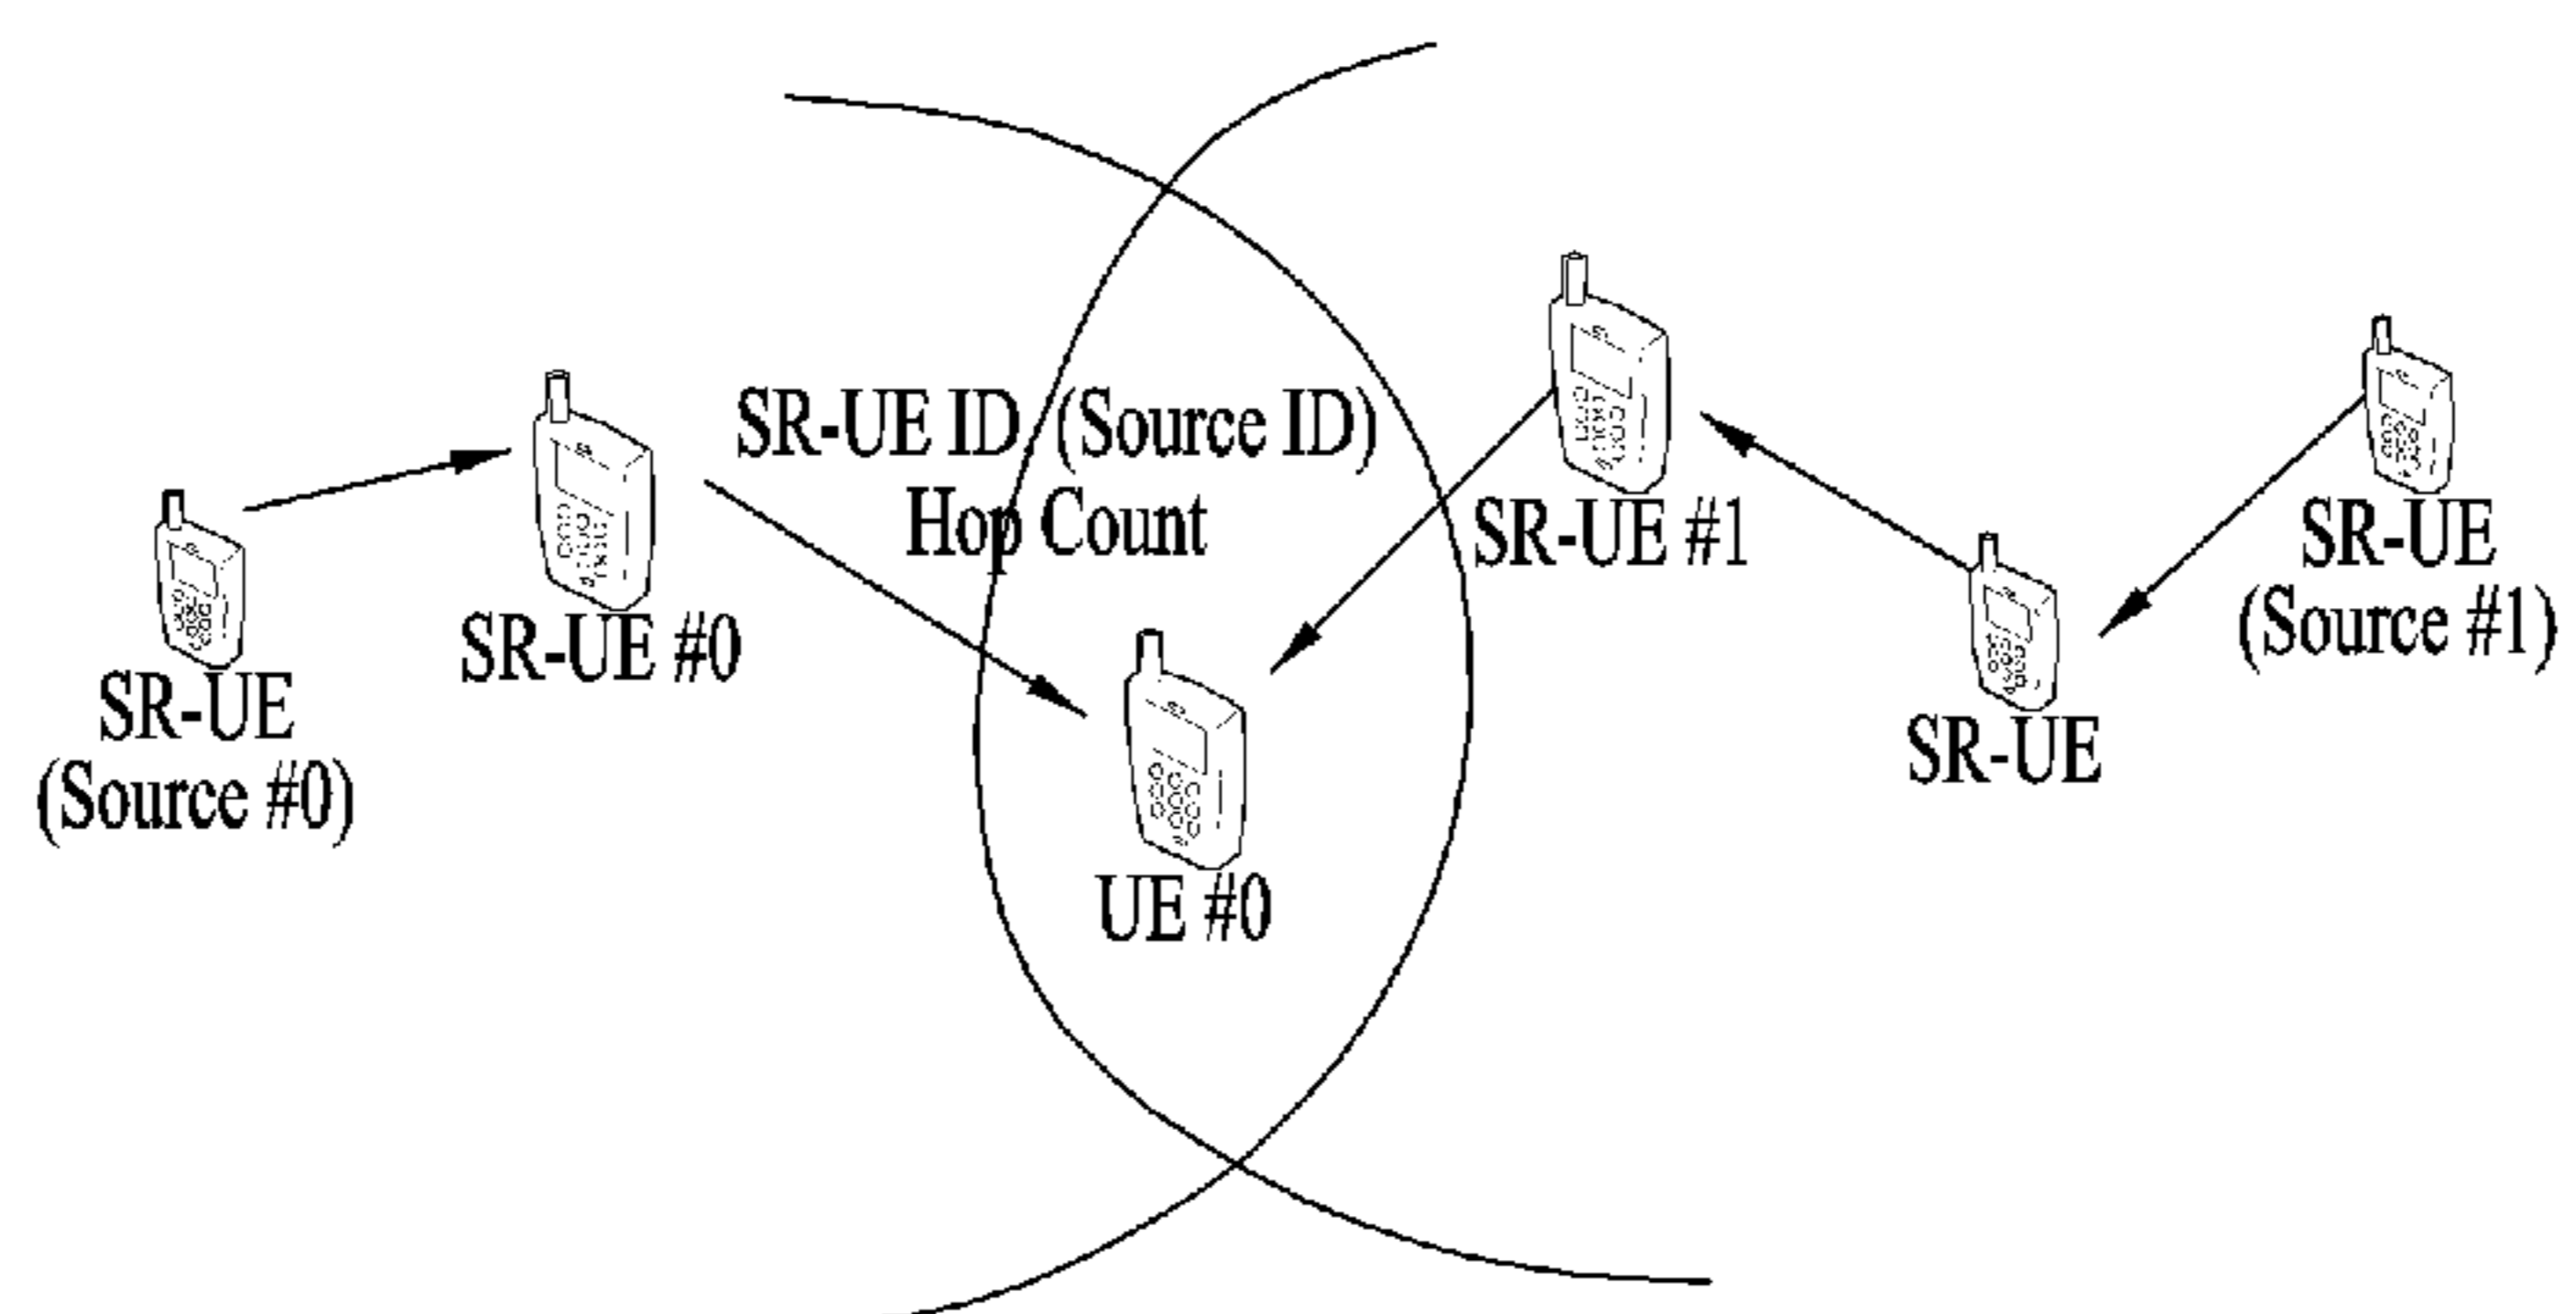 SR-UE ID (Source ID)
Hop Count
SR-UE
(Source #0)
SR-UE #0
UE #0
SR-UE #1
SR-UE
SR-UE
(Source #1)